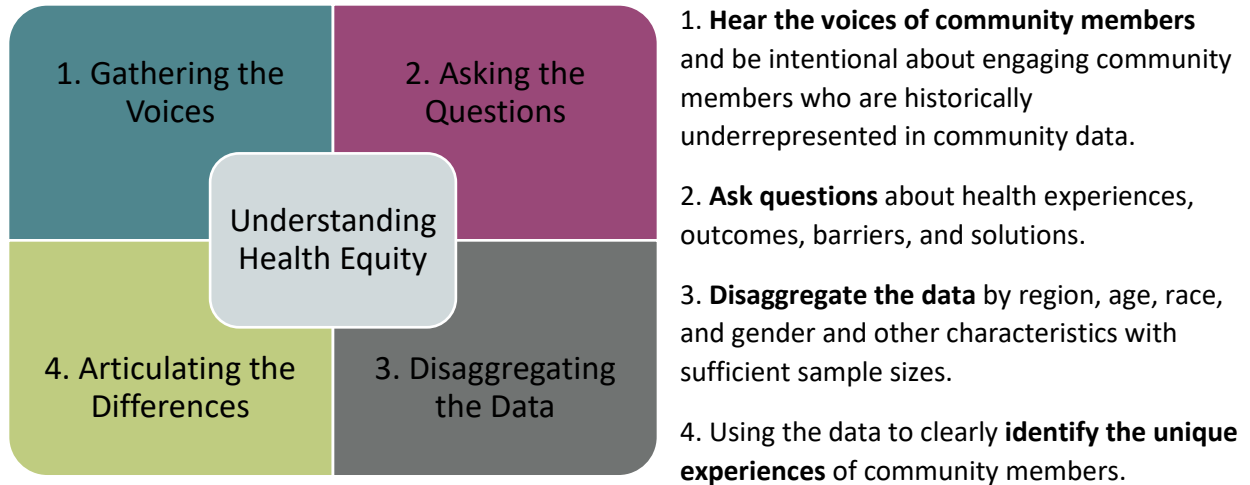 1. Gathering the
Voices
2. Asking the
Questions
Understanding
Health Equity
4. Articulating the
Differences
3. Disaggregating
the Data
1. Hear the voices of community members
and be intentional about engaging community
members who are historically
underrepresented in community data.
2. Ask questions about health experiences,
outcomes, barriers, and solutions.
3. Disaggregate the data by region, age, race,
and gender and other characteristics with
sufficient sample sizes.
4. Using the data to clearly identify the unique
experiences of community members.